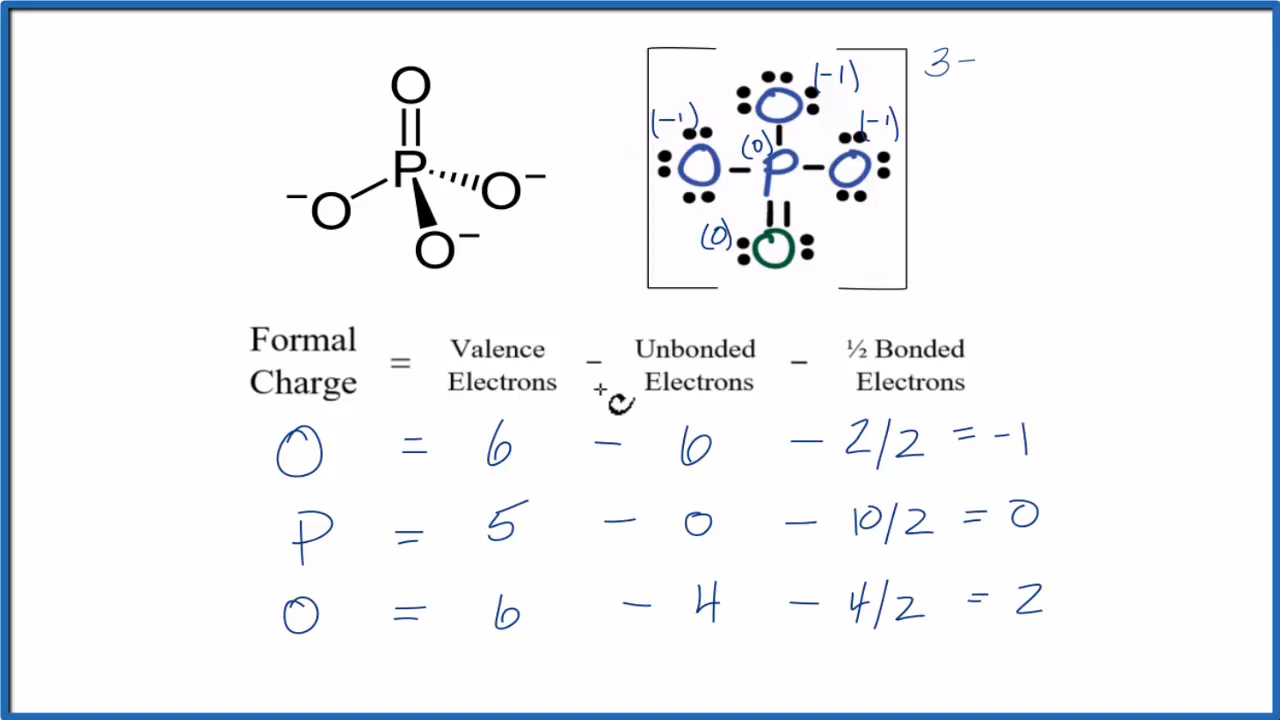 O
P
−O
O−
O−
3-
(-1)
O
(-1)
(-1)
(0)
O - P - O
(0)
O
Formal Charge = Valence Electrons − Unbonded Electrons − ½ Bonded Electrons
O = 6 - 6 - 2/2 = -1
P = 5 - 0 - 10/2 = 0
O = 6 - 4 - 4/2 = 2